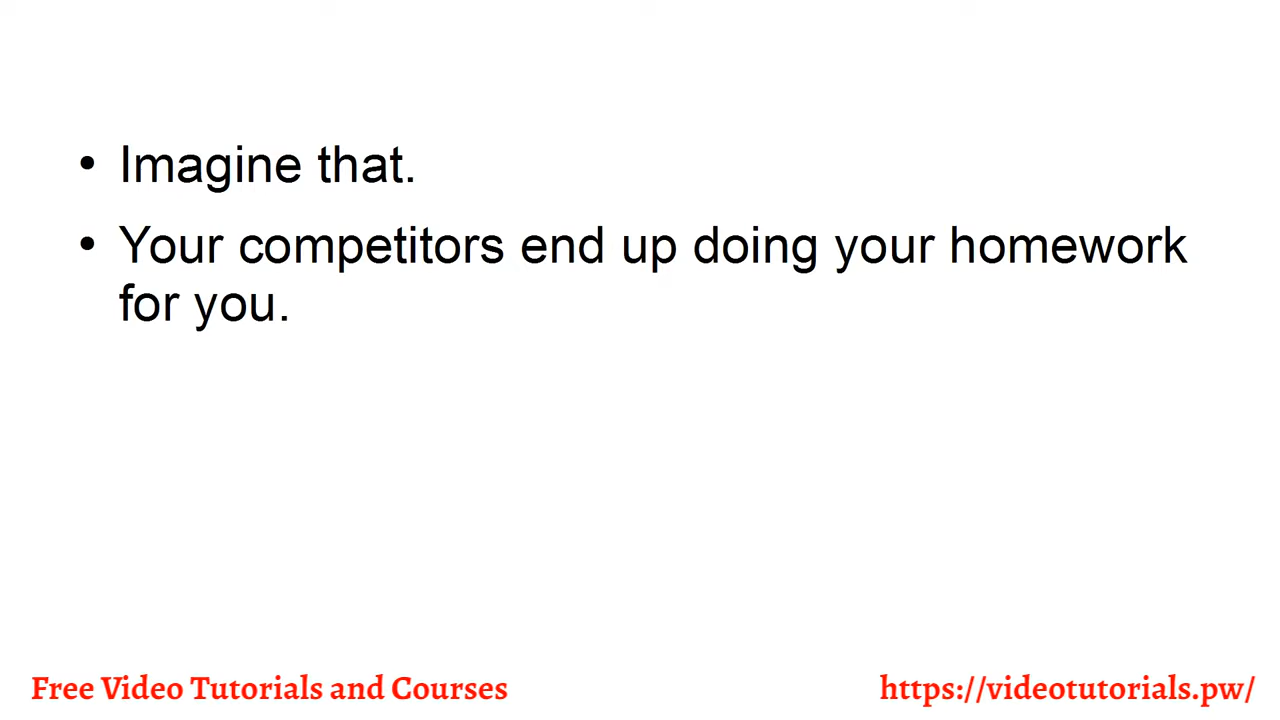 • Imagine that.
• Your competitors end up doing your homework
for you.
Free Video Tutorials and Courses
https://videotutorials.pw/